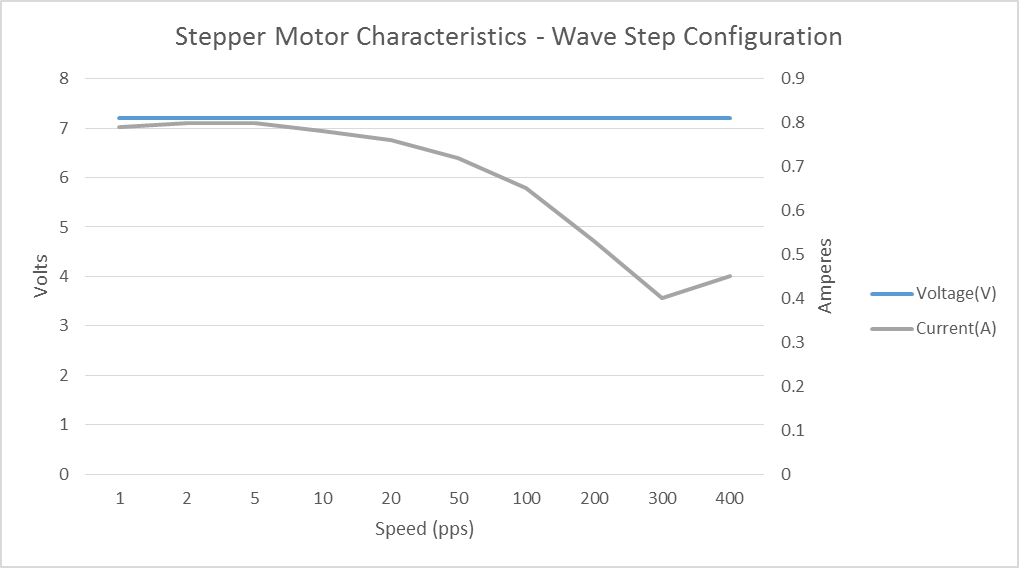 Stepper Motor Characteristics - Wave Step Configuration
8
7
6
5
4
3
2
1
0
Volts
0.9
0.8
0.7
0.6
0.5
0.4
0.3
0.2
0.1
0
Amperes
1 2 5 10 20 50 100 200 300 400
Speed (pps)
Voltage(V)
Current(A)